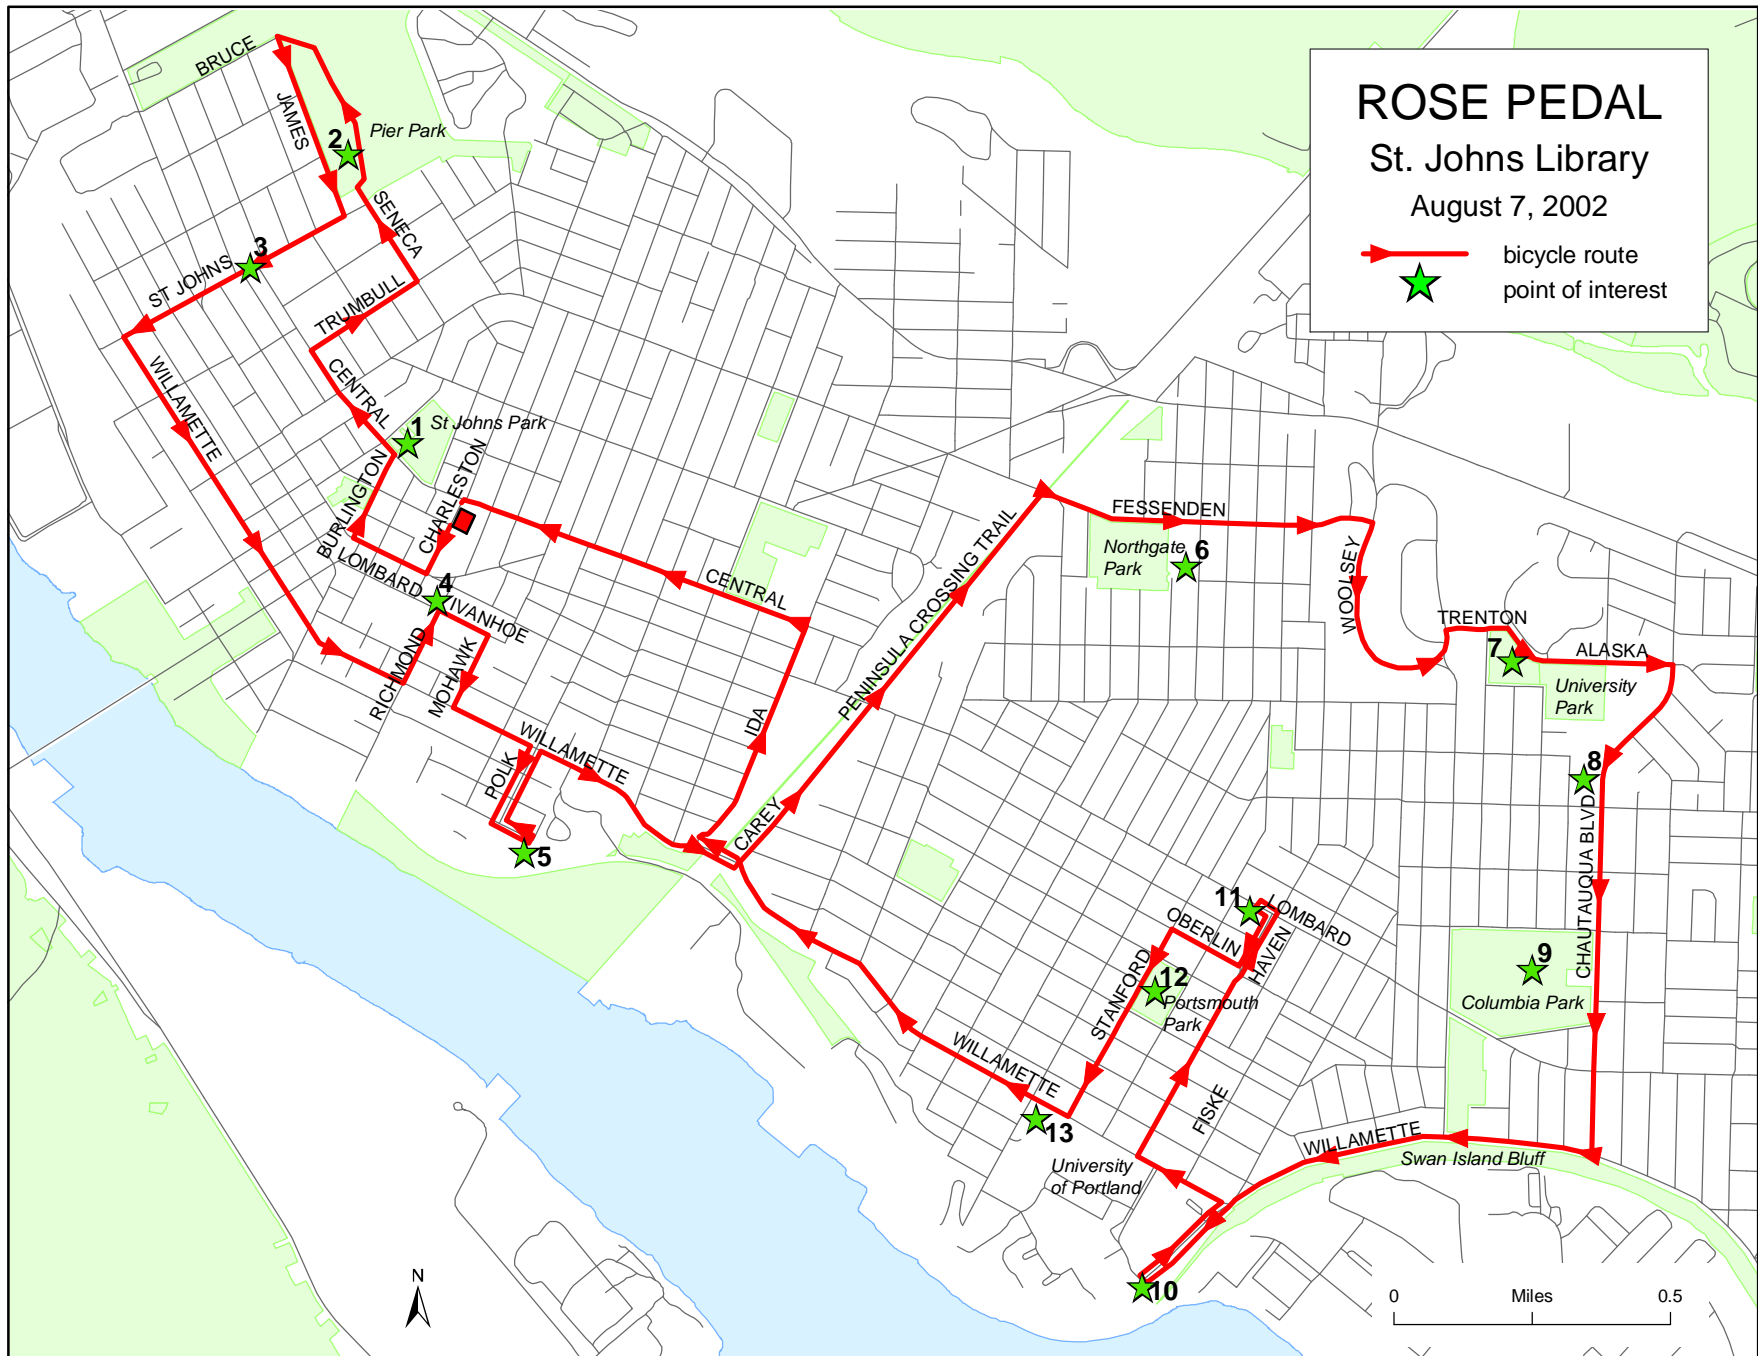 ROSE PEDAL
St. Johns Library
August 7, 2002
bicycle route
point of interest
BRUCE
JAMES
2
Pier Park
SENECA
3
ST JOHNS
TRUMBULL
WILLAMETTE
CENTRAL
1
St Johns Park
BURLINGTON
CHARLESTON
LOMBARD
4
IVANHOE
RICHMOND
MOHAWK
WILLAMETTE
POLK
5
CENTRAL
IDA
CAREY
PENINSULA CROSSING TRAIL
FESSENDEN
Northgate
Park
6
WOOLSEY
TRENTON
7
ALASKA
University
Park
8
CHAUTAUQUA BLVD
9
Columbia Park
11
LOMBARD
OBERLIN
HAVEN
STANFORD
12
Portsmouth
Park
WILLAMETTE
13
FISKE
University
of Portland
WILLAMETTE
Swan Island Bluff
10
N
0 Miles 0.5